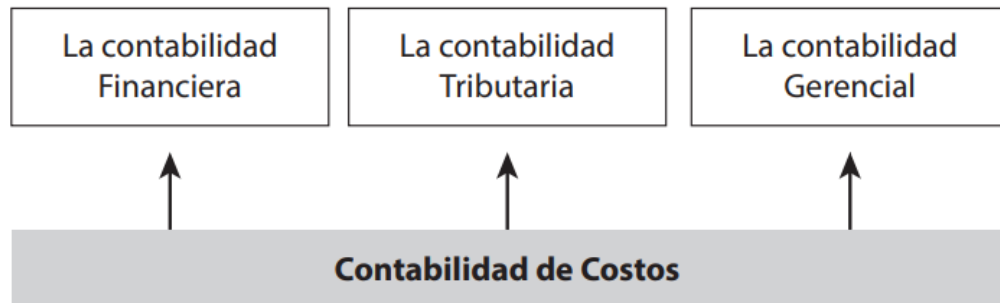 La contabilidad
Financiera
La contabilidad
Tributaria
La contabilidad
Gerencial
Contabilidad de Costos